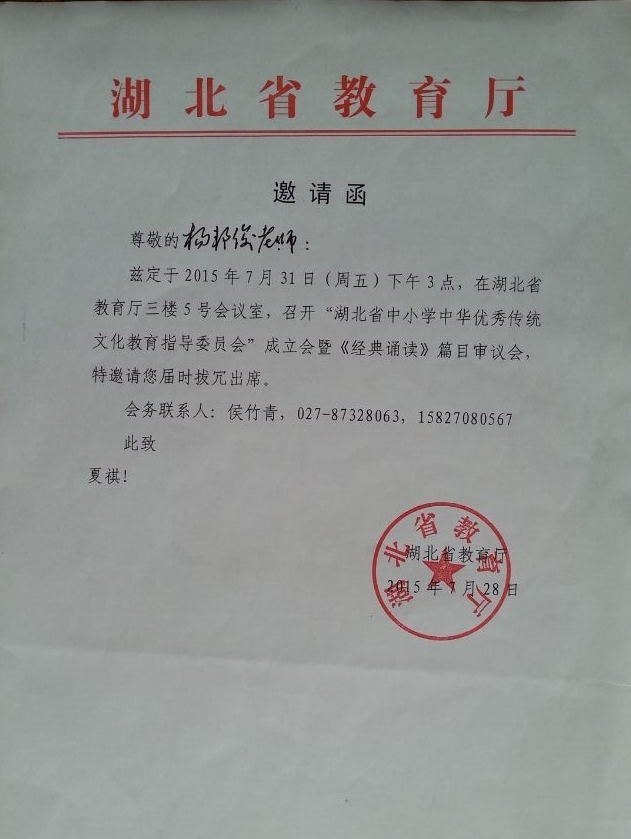 湖北省教育厅
邀请函
尊敬的杨邦俊老师：
兹定于2015年7月31日（周五）下午3点，在湖北省
教育厅三楼5号会议室，召开“湖北省中小学中华优秀传统
文化教育指导委员会”成立会暨《经典诵读》篇目审议会，
特邀请您届时拔冗出席。
会务联系人：侯竹青，027-87328063，15827080567
此致
夏祺！
湖北省教育厅
2015年7月28日
湖北省教育厅